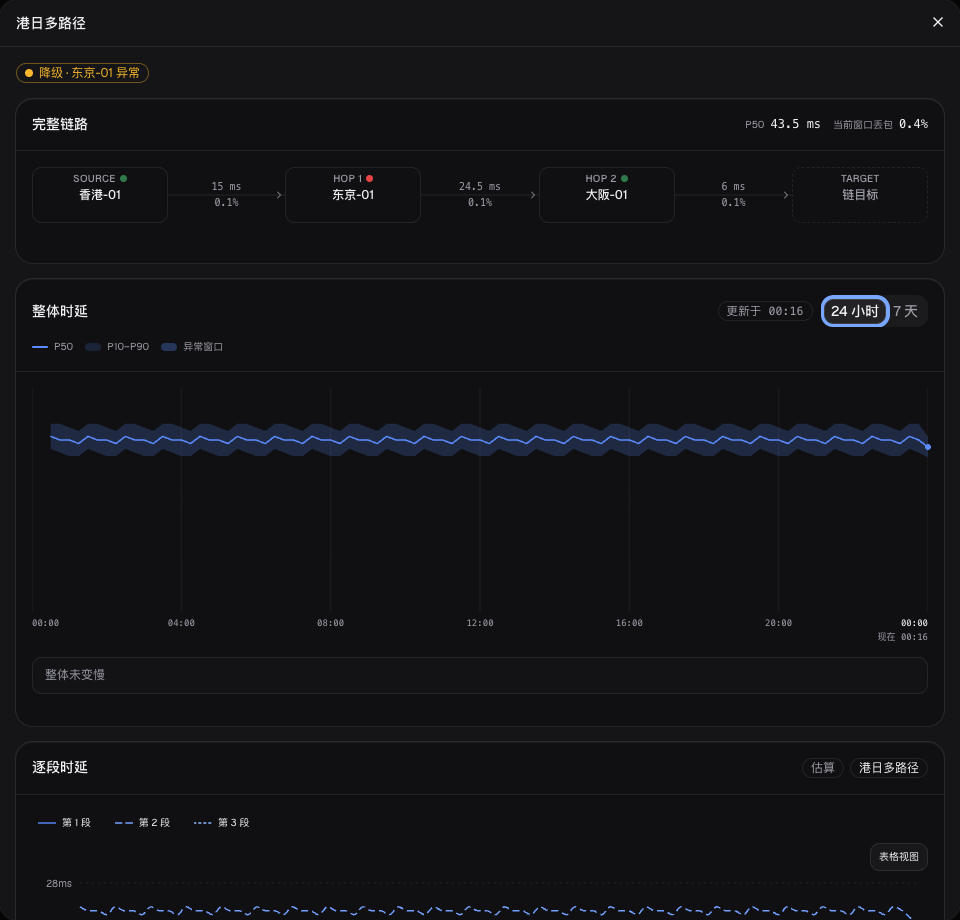 港日多路径
降级 · 东京-01 异常
完整链路
P50 43.5 ms 当前窗口丢包 0.4%
SOURCE
香港-01
15 ms
0.1%
HOP 1
东京-01
24.5 ms
0.1%
HOP 2
大阪-01
6 ms
0.1%
TARGET
链目标
整体时延
更新于 00:16
24 小时
7 天
P50
P10–P90
异常窗口
00:00
04:00
08:00
12:00
16:00
20:00
00:00
现在 00:16
整体未变慢
逐段时延
估算
港日多路径
第 1 段
第 2 段
第 3 段
表格视图
28ms